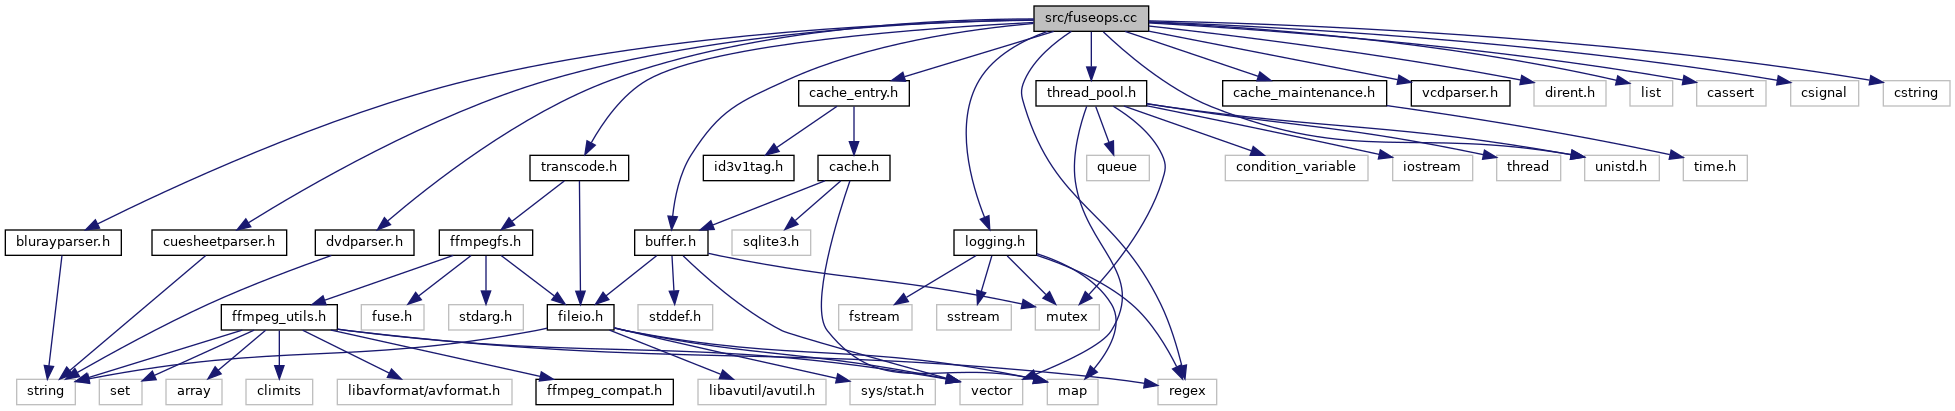 src/fuseops.cc
cache_entry.h
thread_pool.h
cache_maintenance.h
vcdparser.h
dirent.h
list
cassert
csignal
cstring
transcode.h
id3v1tag.h
cache.h
queue
condition_variable
iostream
thread
unistd.h
time.h
blurayparser.h
cuesheetparser.h
dvdparser.h
ffmpegfs.h
buffer.h
sqlite3.h
logging.h
ffmpeg_utils.h
fuse.h
stdarg.h
fileio.h
stddef.h
fstream
sstream
mutex
string
set
array
climits
libavformat/avformat.h
ffmpeg_compat.h
libavutil/avutil.h
sys/stat.h
vector
map
regex